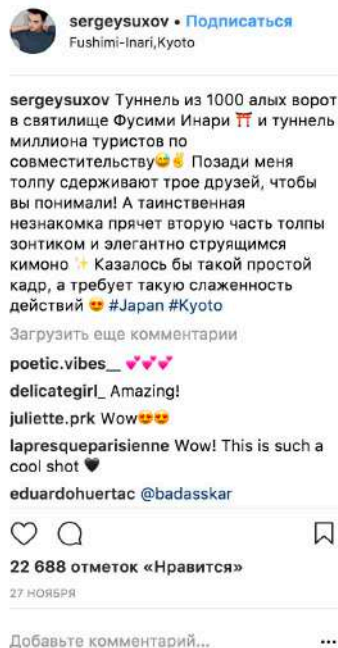 sergeysuxov • Подписаться
Fushimi-Inari,Kyoto
sergeysuxov Туннель из 1000 алых ворот
в святилище Фусими Инари ⛩ и туннель
миллиона туристов по
совместительству😅✌️ Позади меня
толпу сдерживают трое друзей, чтобы
вы понимали! А таинственная
незнакомка прячет вторую часть толпы
зонтиком и элегантно струящимся
кимоно ✨ Казалось бы такой простой
кадр, а требует такую слаженность
действий 😍 #Japan #Kyoto
Загрузить еще комментарии
poetic.vibes__ 💕💕💕
delicategirl_ Amazing!
juliette.prk Wow😍😍
lapresqueparisienne Wow! This is such a
cool shot 🖤
eduardohuertac @badasskar
22 688 отметок «Нравится»
27 НОЯБРЯ
Добавьте комментарий...